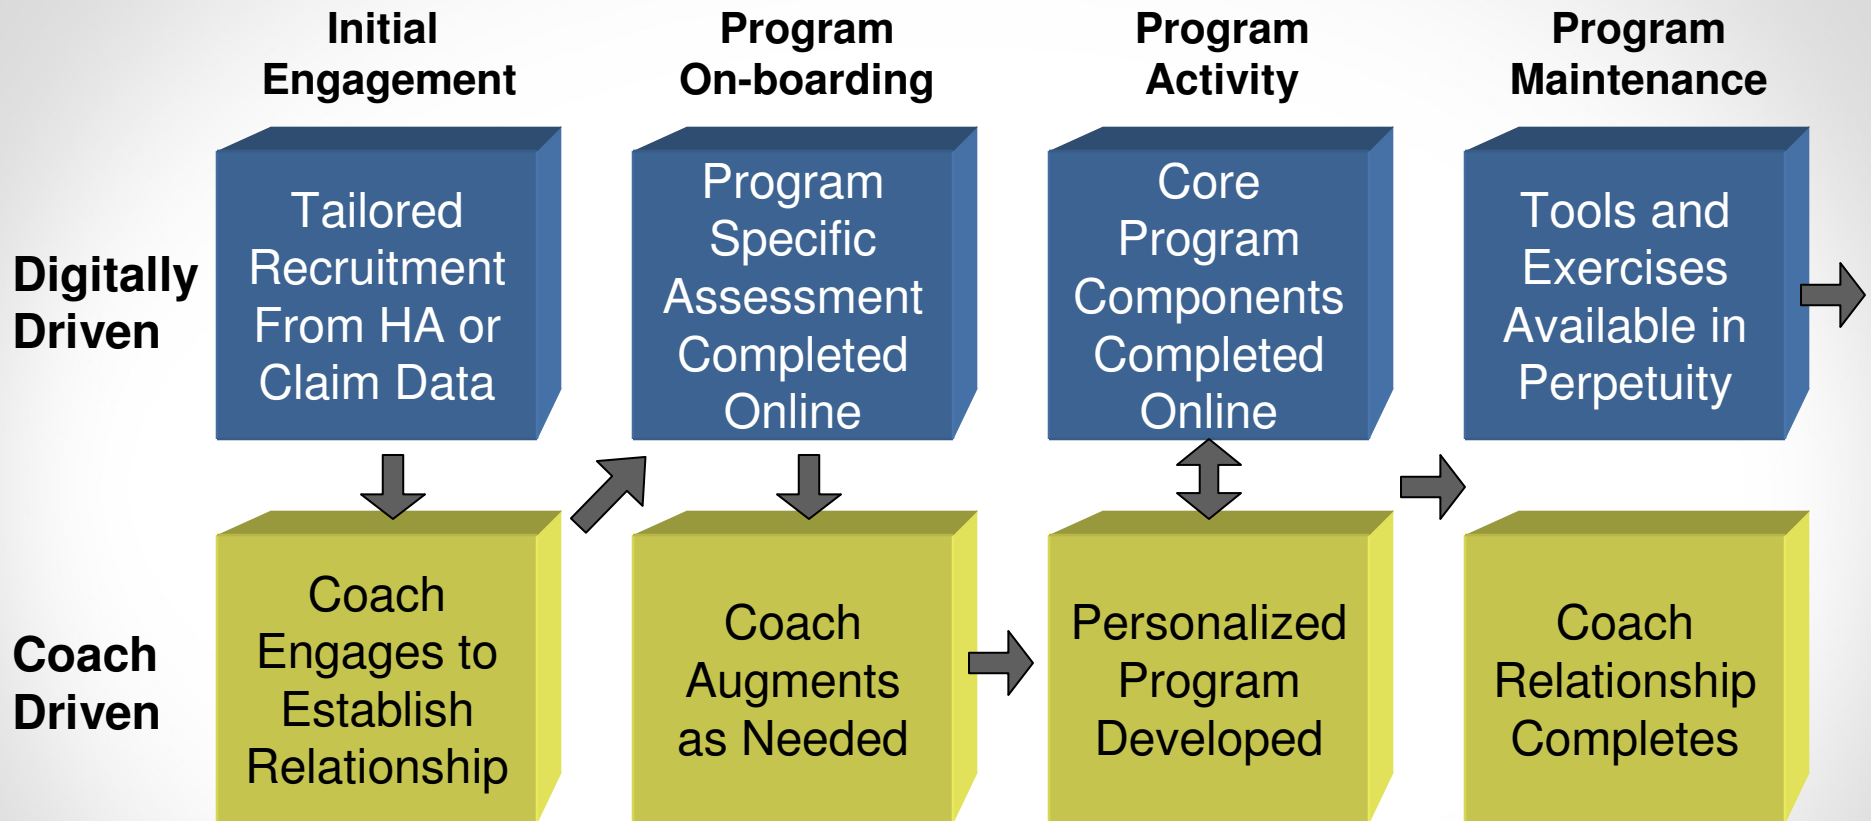 Initial
Engagement
Program
On-boarding
Program
Activity
Program
Maintenance
Digitally
Driven
Tailored
Recruitment
From HA or
Claim Data
Program
Specific
Assessment
Completed
Online
Core
Program
Components
Completed
Online
Tools and
Exercises
Available in
Perpetuity
Coach
Driven
Coach
Engages to
Establish
Relationship
Coach
Augments
as Needed
Personalized
Program
Developed
Coach
Relationship
Completes